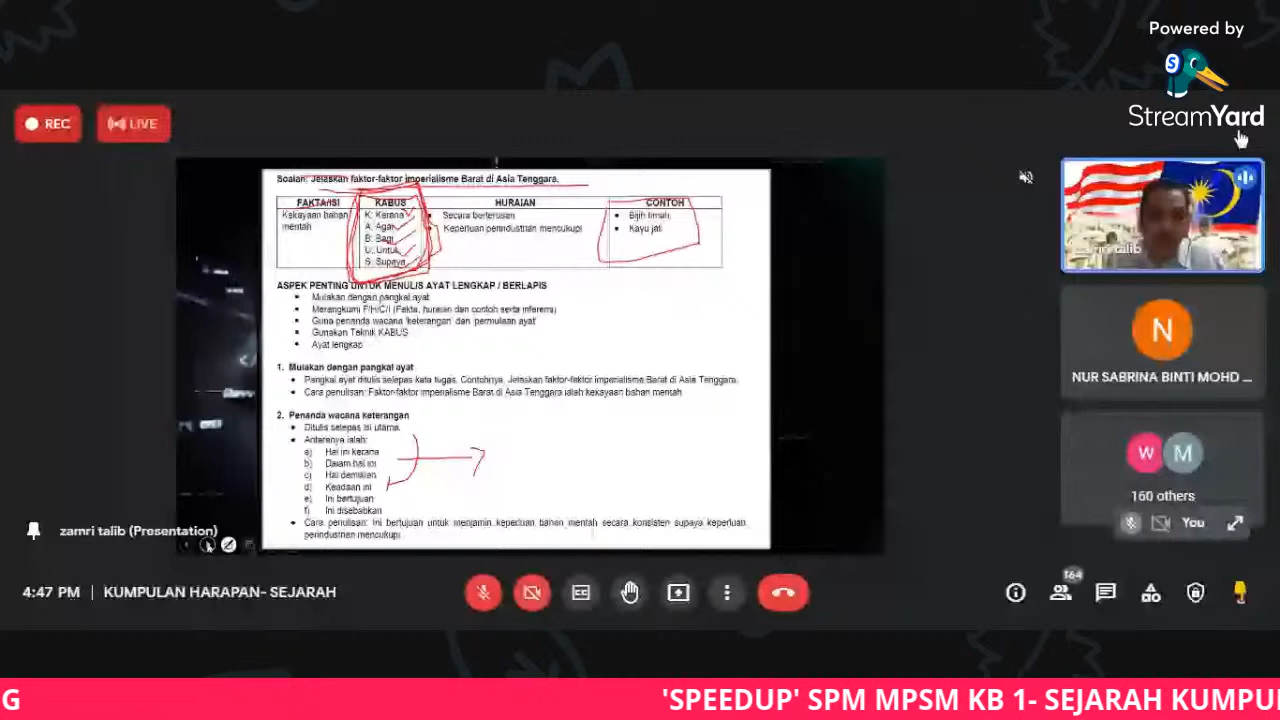 Powered by
StreamYard
REC
LIVE
Soalan: Jelaskan faktor-faktor imperialisme Barat di Asia Tenggara.
FAKTA/ISI KABUS HURAIAN CONTOH
Kekayaan bahan mentah
K: Kerana
A: Agar
B: Bagi
U: Untuk
S: Supaya
Secara berterusan
Keperluan perindustrian mencukupi
Bijih timah
Kayu jati
ASPEK PENTING UNTUK MENULIS AYAT LENGKAP / BERLAPIS
Mulakan dengan pangkal ayat
Merangkumi F/H/C/I (Fakta, huraian dan contoh serta inferens)
Guna penanda wacana 'keterangan' dan 'permulaan ayat'
Gunakan Teknik KABUS
Ayat lengkap
1. Mulakan dengan pangkal ayat
Pangkal ayat ditulis selepas kata tugas. Contohnya, Jelaskan faktor-faktor imperialisme Barat di Asia Tenggara.
Cara penulisan: Faktor-faktor imperialisme Barat di Asia Tenggara ialah kekayaan bahan mentah
2. Penanda wacana keterangan
Ditulis selepas isi utama.
Antaranya ialah:
a) Hal ini kerana
b) Dalam hal ini
c) Hal demikian
d) Keadaan ini
e) Ini bertujuan
f) Ini disebabkan
Cara penulisan: Ini bertujuan untuk menjamin keperluan bahan mentah secara konsisten supaya keperluan
perindustrian mencukupi
zamri talib
N
NUR SABRINA BINTI MOHD ...
W M
160 others
You
zamri talib (Presentation)
4:47 PM | KUMPULAN HARAPAN- SEJARAH
CC
164
G 'SPEEDUP' SPM MPSM KB 1- SEJARAH KUMPU